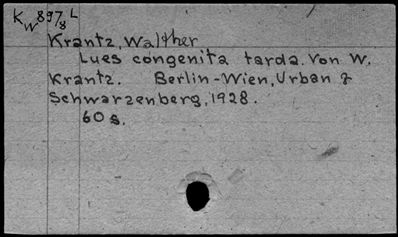 Kw 897/8 L
Krantz, Walther
Lues congenita tarda. Von W.
Krantz. Berlin-Wien, Urban &
Schwarzenberg, 1928.
60 s.